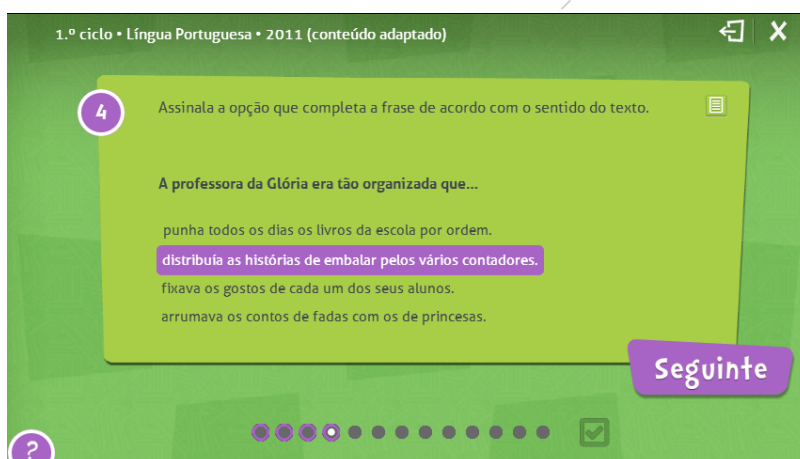 1.º ciclo • Língua Portuguesa • 2011 (conteúdo adaptado)
4
Assinala a opção que completa a frase de acordo com o sentido do texto.
A professora da Glória era tão organizada que...
punha todos os dias os livros da escola por ordem.
distribuía as histórias de embalar pelos vários contadores.
fixava os gostos de cada um dos seus alunos.
arrumava os contos de fadas com os de princesas.
Seguinte
?